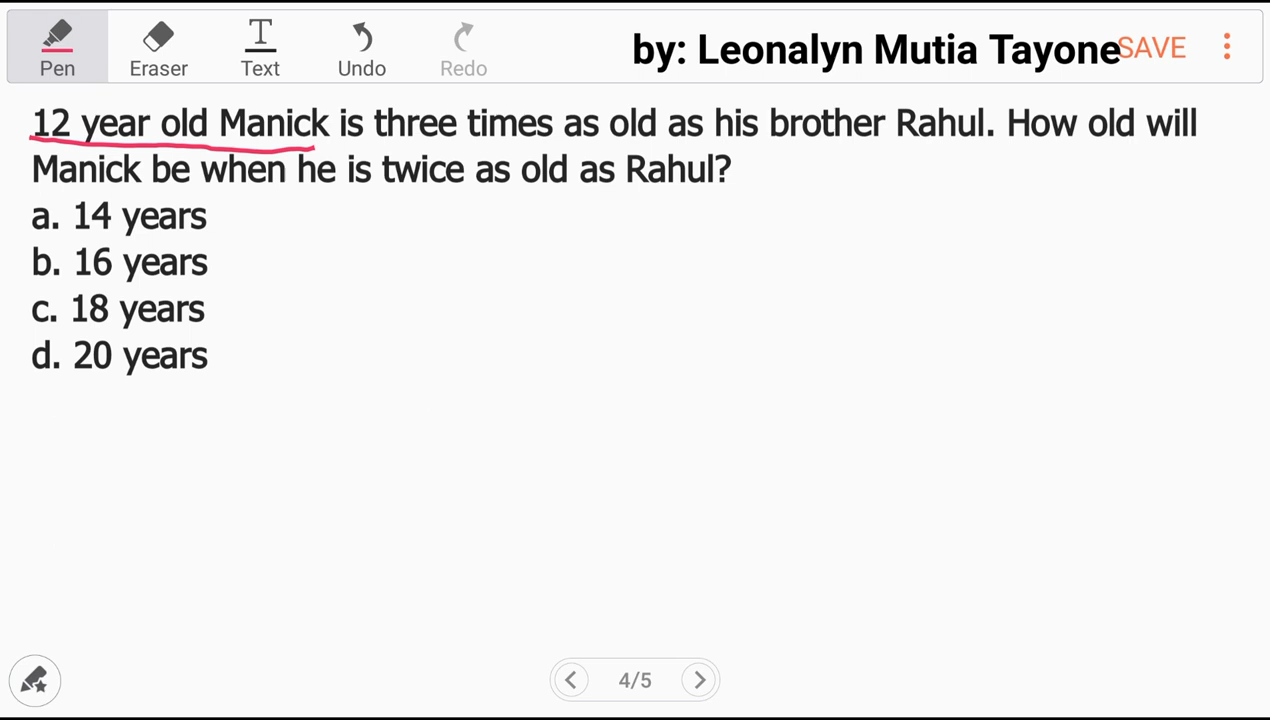 Pen
Eraser
Text
Undo
Redo
by: Leonalyn Mutia Tayone
SAVE
12 year old Manick is three times as old as his brother Rahul. How old will
Manick be when he is twice as old as Rahul?
a. 14 years
b. 16 years
c. 18 years
d. 20 years
4/5